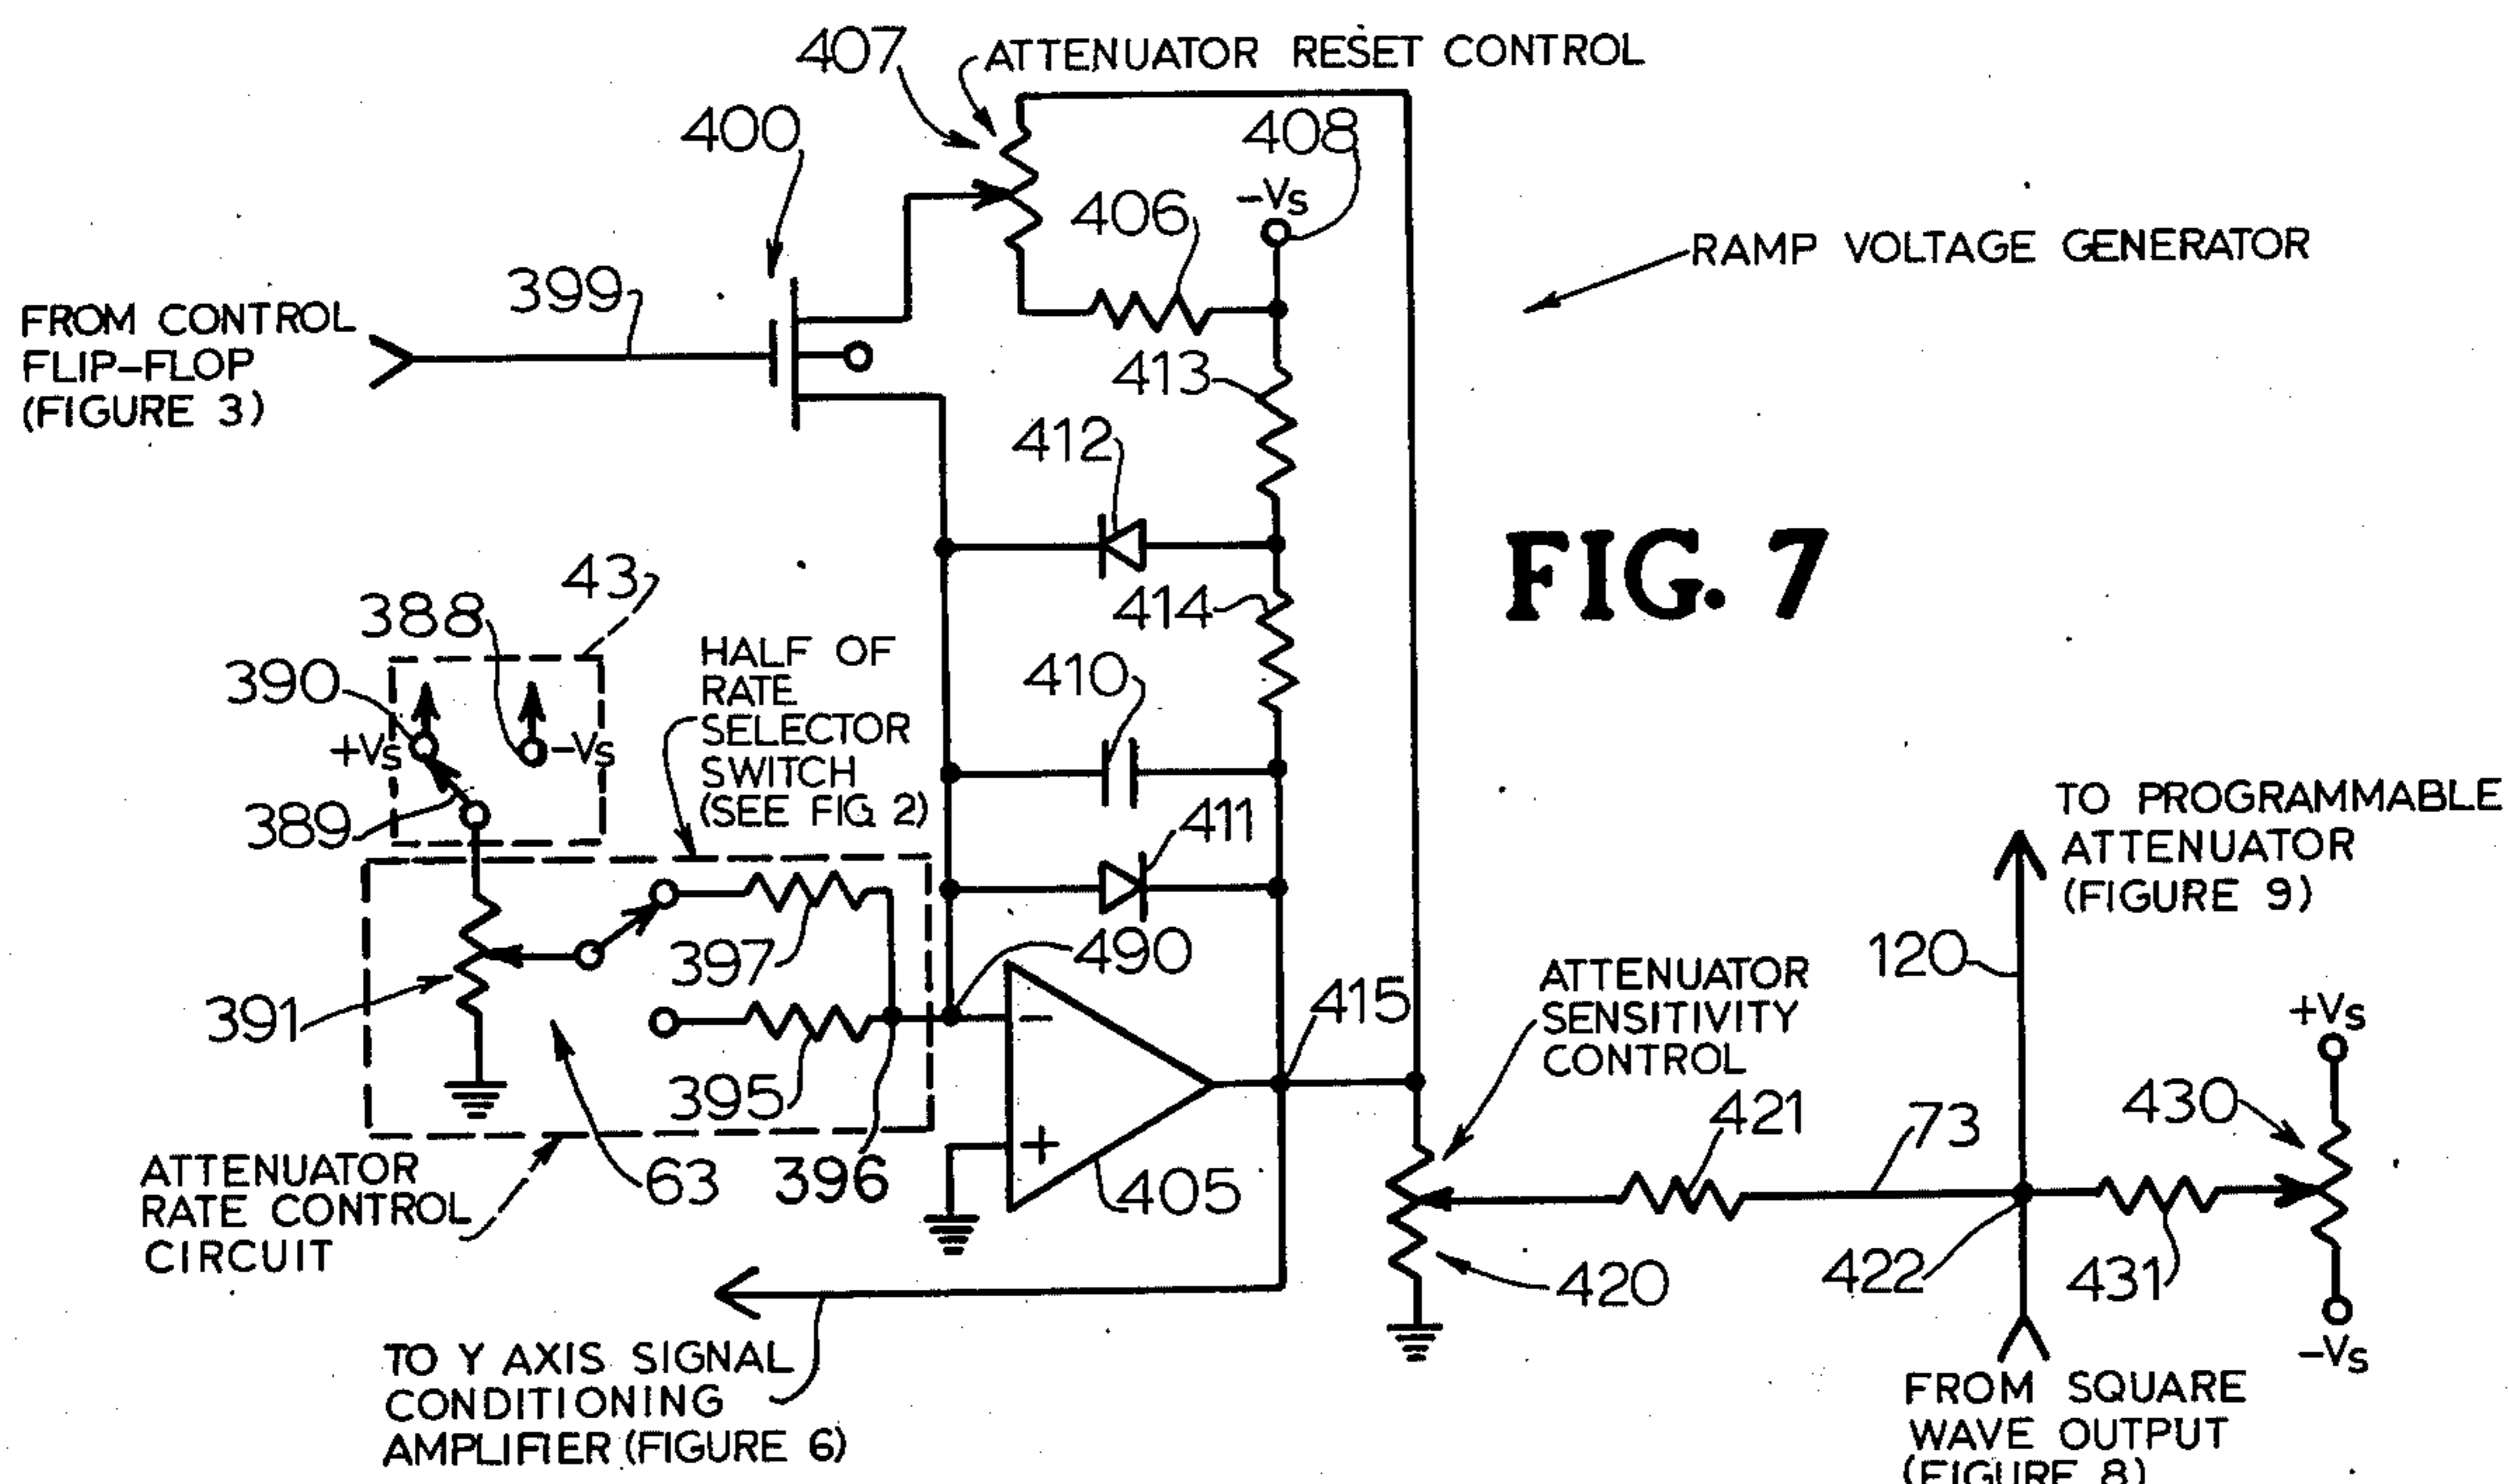 407
ATTENUATOR RESET CONTROL
400
408
-Vs
406
RAMP VOLTAGE GENERATOR
399
FROM CONTROL
FLIP-FLOP
(FIGURE 3)
413
412
FIG. 7
43
388
414
HALF OF
RATE
SELECTOR
SWITCH
(SEE FIG 2)
390
410
+Vs
-Vs
389
411
TO PROGRAMMABLE
ATTENUATOR
(FIGURE 9)
397
490
120
391
415
ATTENUATOR
SENSITIVITY
CONTROL
+Vs
-
395
421
73
430
+
ATTENUATOR
RATE CONTROL
CIRCUIT
63
396
405
420
422
431
-Vs
TO Y AXIS SIGNAL
CONDITIONING
AMPLIFIER (FIGURE 6)
FROM SQUARE
WAVE OUTPUT
(FIGURE 8)